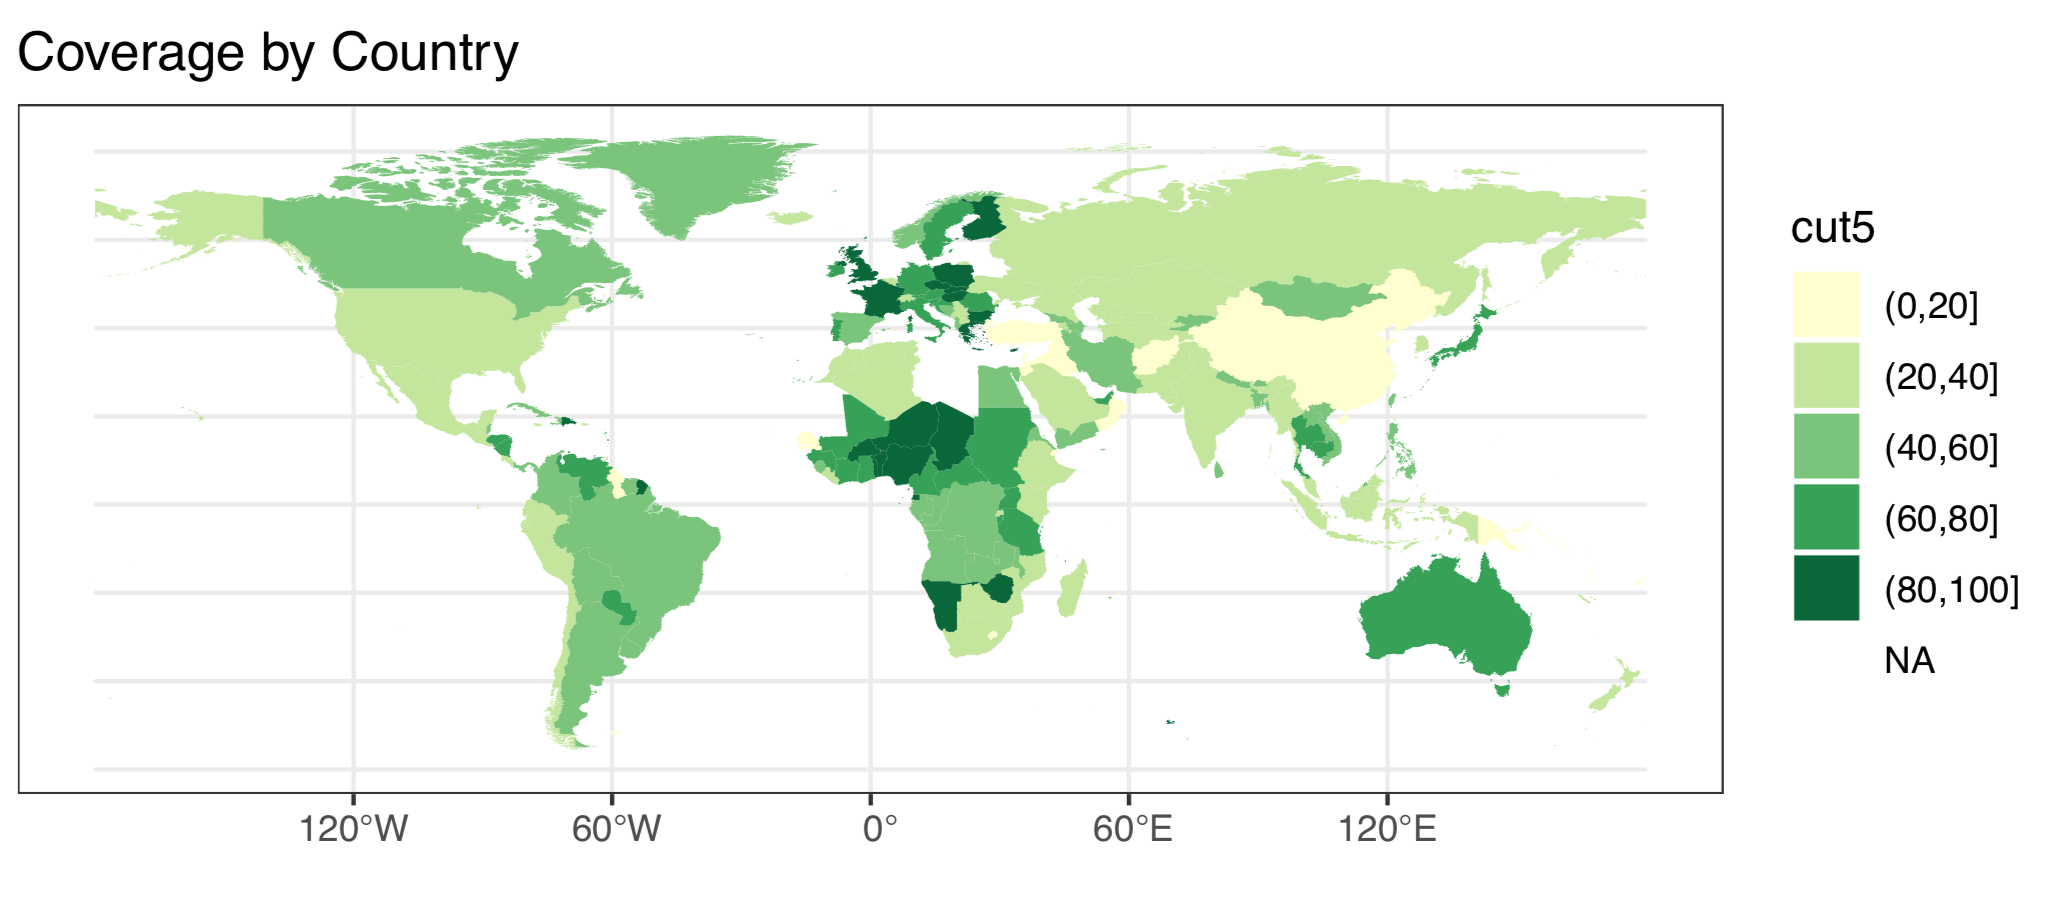 Coverage by Country
cut5
(0,20]
(20,40]
(40,60]
(60,80]
(80,100]
NA
120°W
60°W
0°
60°E
120°E